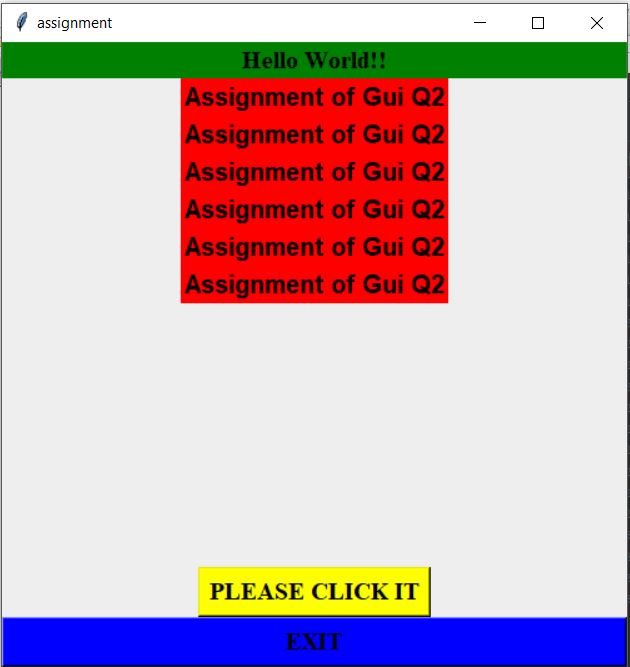 assignment
Hello World!!
Assignment of Gui Q2
Assignment of Gui Q2
Assignment of Gui Q2
Assignment of Gui Q2
Assignment of Gui Q2
Assignment of Gui Q2
PLEASE CLICK IT
EXIT